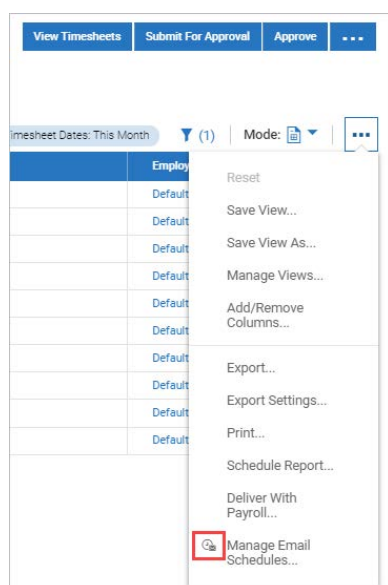 View Timesheets Submit For Approval Approve ...
Timesheet Dates: This Month (1) Mode:
Employ
Default
Default
Default
Default
Default
Default
Default
Default
Default
Default
Reset
Save View...
Save View As...
Manage Views...
Add/Remove
Columns...
Export...
Export Settings...
Print...
Schedule Report...
Deliver With
Payroll...
Manage Email
Schedules...